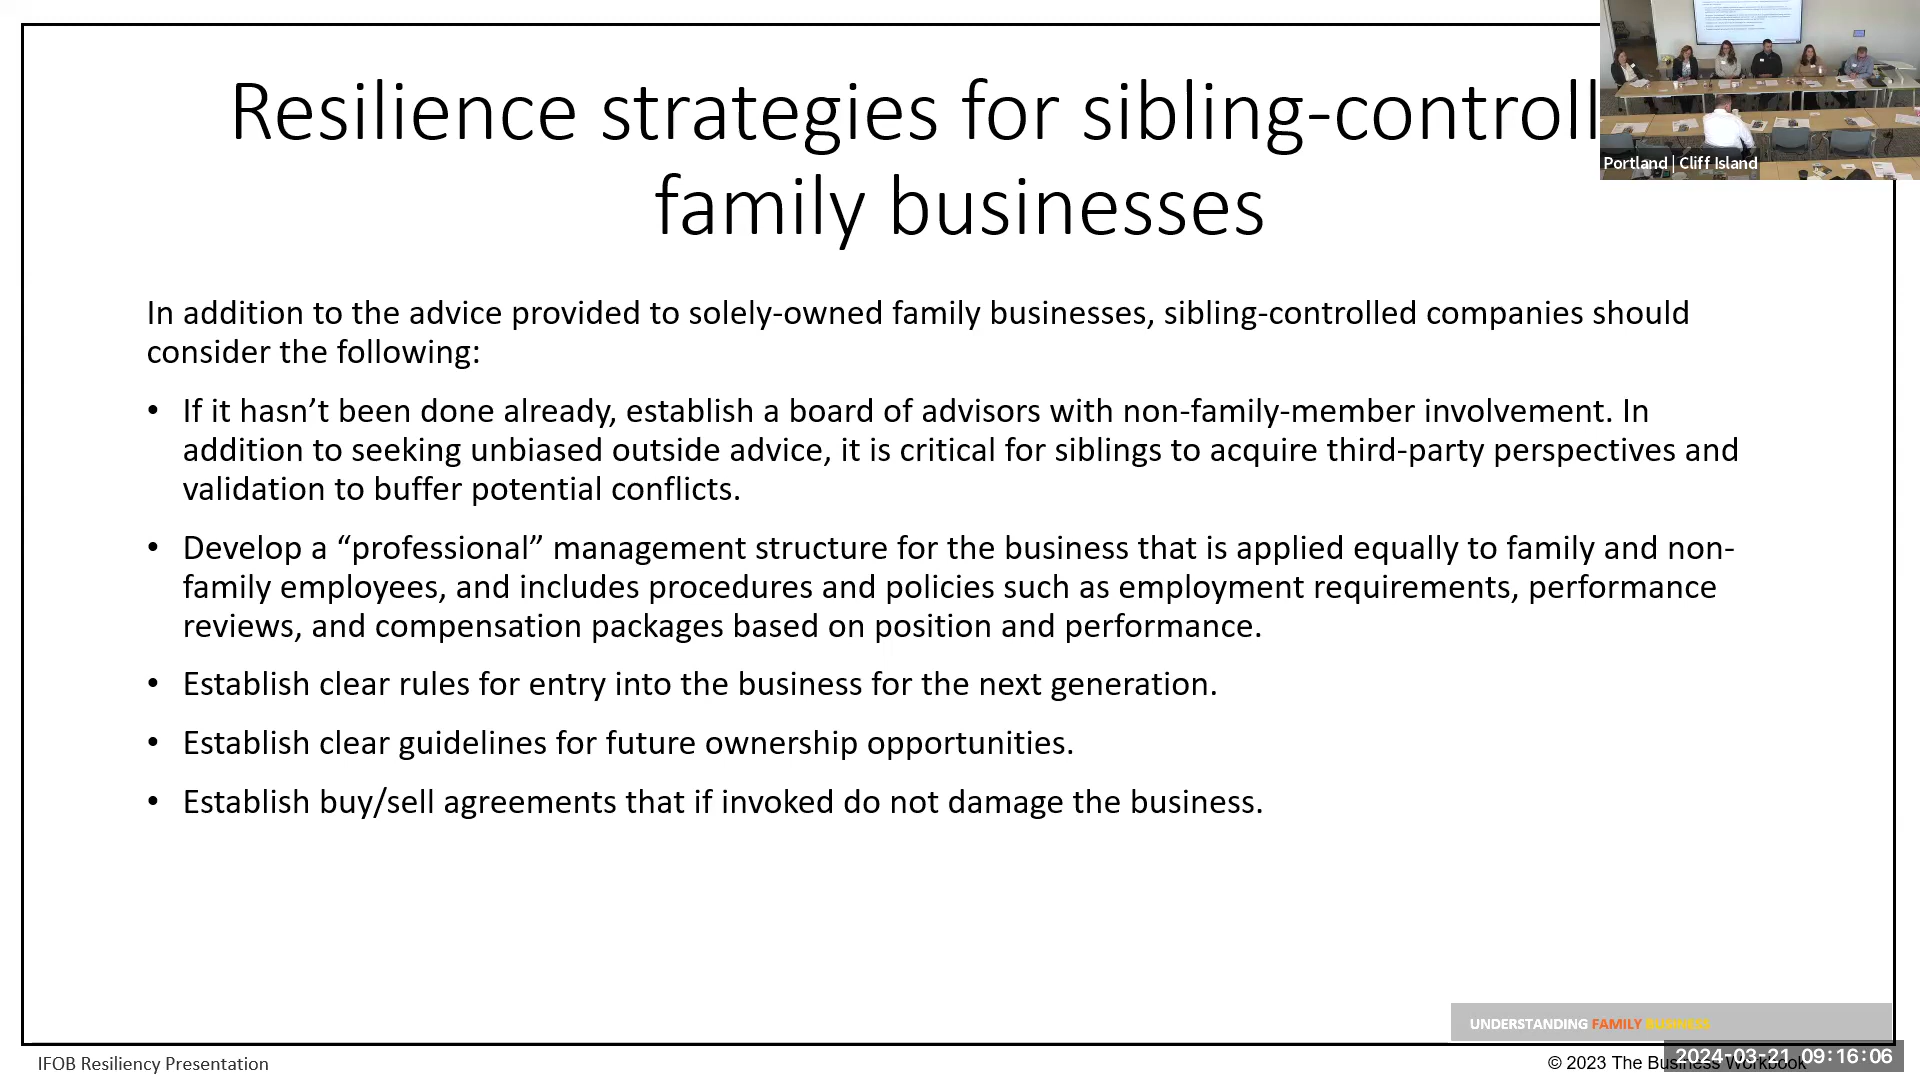 Resilience strategies for sibling-controll
family businesses
Portland | Cliff Island
In addition to the advice provided to solely-owned family businesses, sibling-controlled companies should
consider the following:
• If it hasn’t been done already, establish a board of advisors with non-family-member involvement. In
addition to seeking unbiased outside advice, it is critical for siblings to acquire third-party perspectives and
validation to buffer potential conflicts.
• Develop a “professional” management structure for the business that is applied equally to family and non-
family employees, and includes procedures and policies such as employment requirements, performance
reviews, and compensation packages based on position and performance.
• Establish clear rules for entry into the business for the next generation.
• Establish clear guidelines for future ownership opportunities.
• Establish buy/sell agreements that if invoked do not damage the business.
UNDERSTANDING FAMILY BUSINESS
IFOB Resiliency Presentation
© 2023 The Business Workbook
2024-03-21 09:16:06